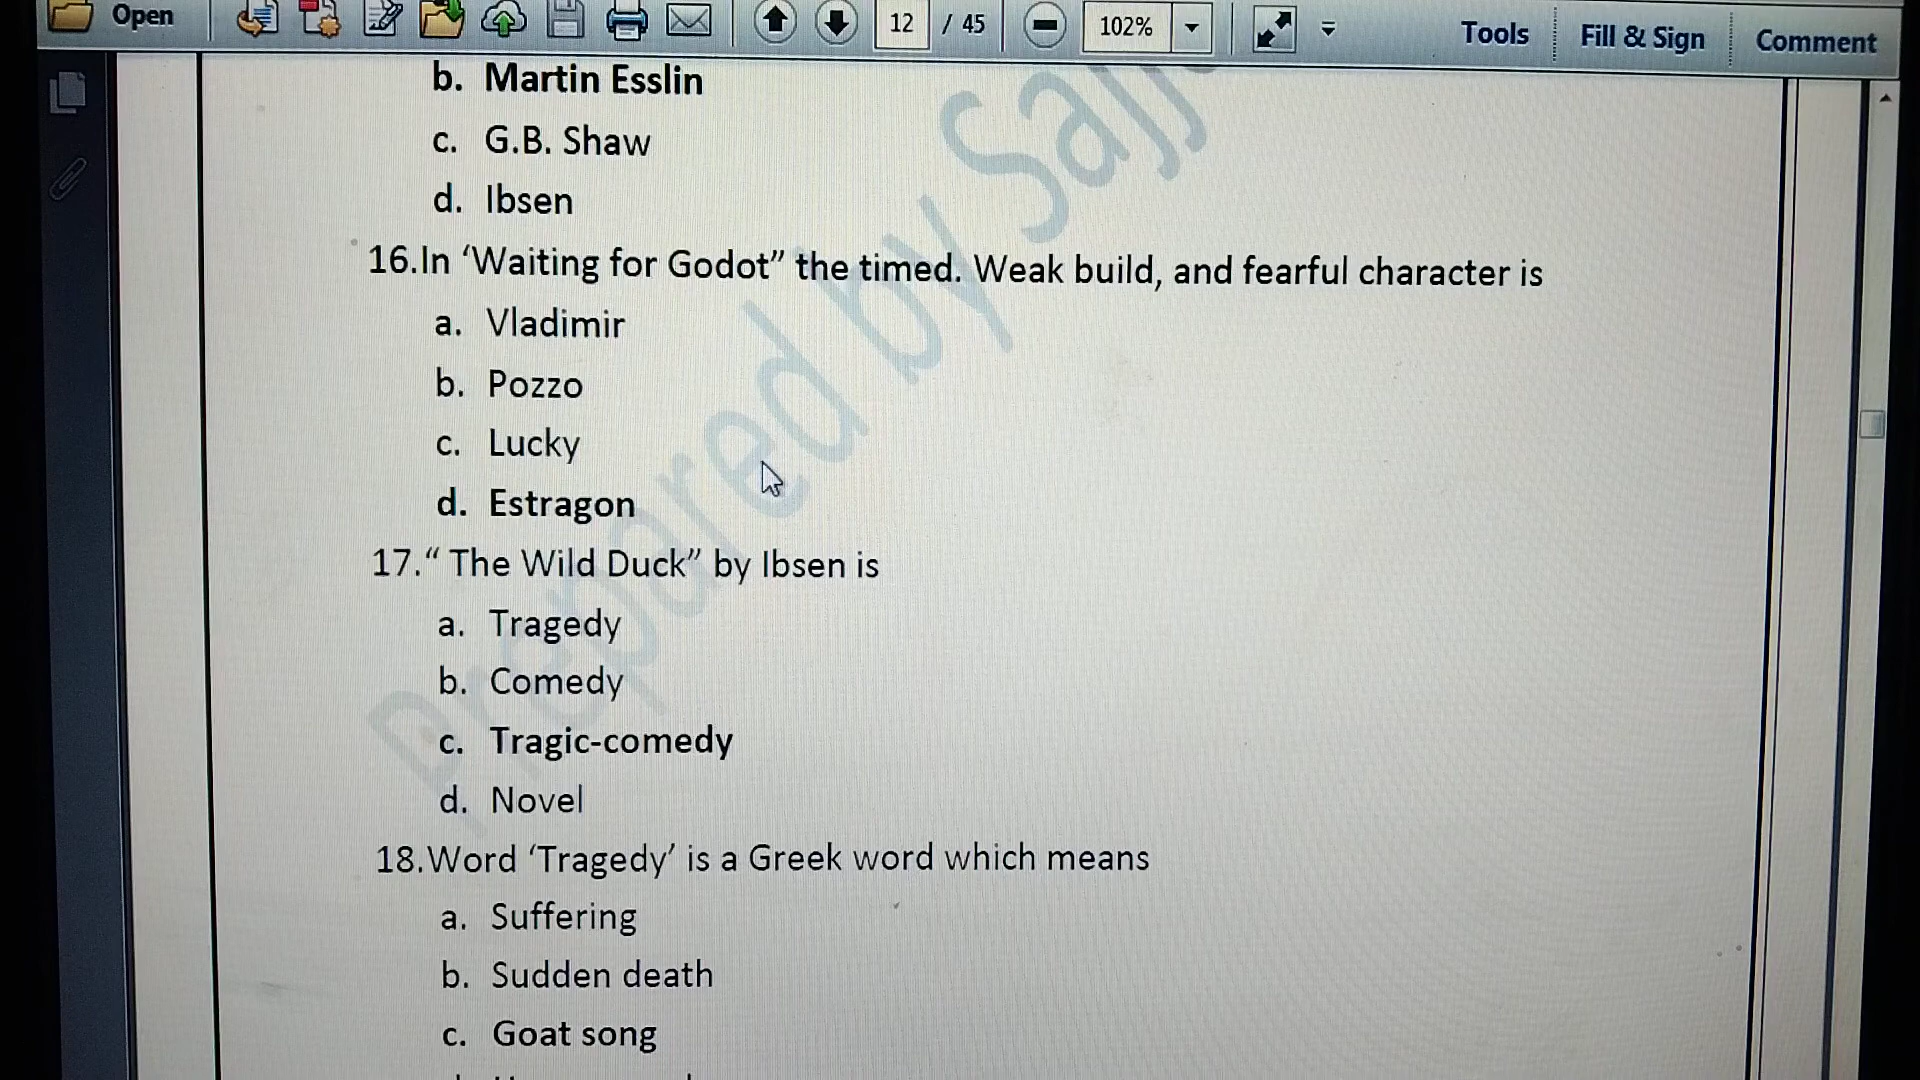 Open 12 / 45 102% Tools Fill & Sign Comment
b. Martin Esslin
c. G.B. Shaw
d. Ibsen
16.In ‘Waiting for Godot” the timed. Weak build, and fearful character is
a. Vladimir
b. Pozzo
c. Lucky
d. Estragon
17.“ The Wild Duck” by Ibsen is
a. Tragedy
b. Comedy
c. Tragic-comedy
d. Novel
18.Word ‘Tragedy’ is a Greek word which means
a. Suffering
b. Sudden death
c. Goat song
Prepared by